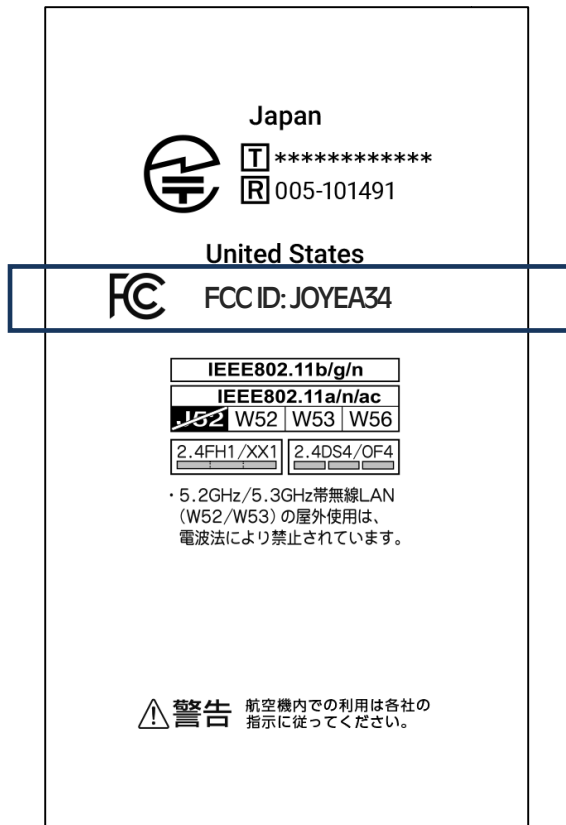 Japan
T ************
R 005-101491
United States
FC FCC ID: JOYEA34
IEEE802.11b/g/n
IEEE802.11a/n/ac
J52 W52 W53 W56
2.4FH1/XX1 2.4DS4/OF4
・5.2GHz/5.3GHz帯無線LAN
(W52/W53)の屋外使用は、
電波法により禁止されています。
警告 航空機内での利用は各社の
指示に従ってください。